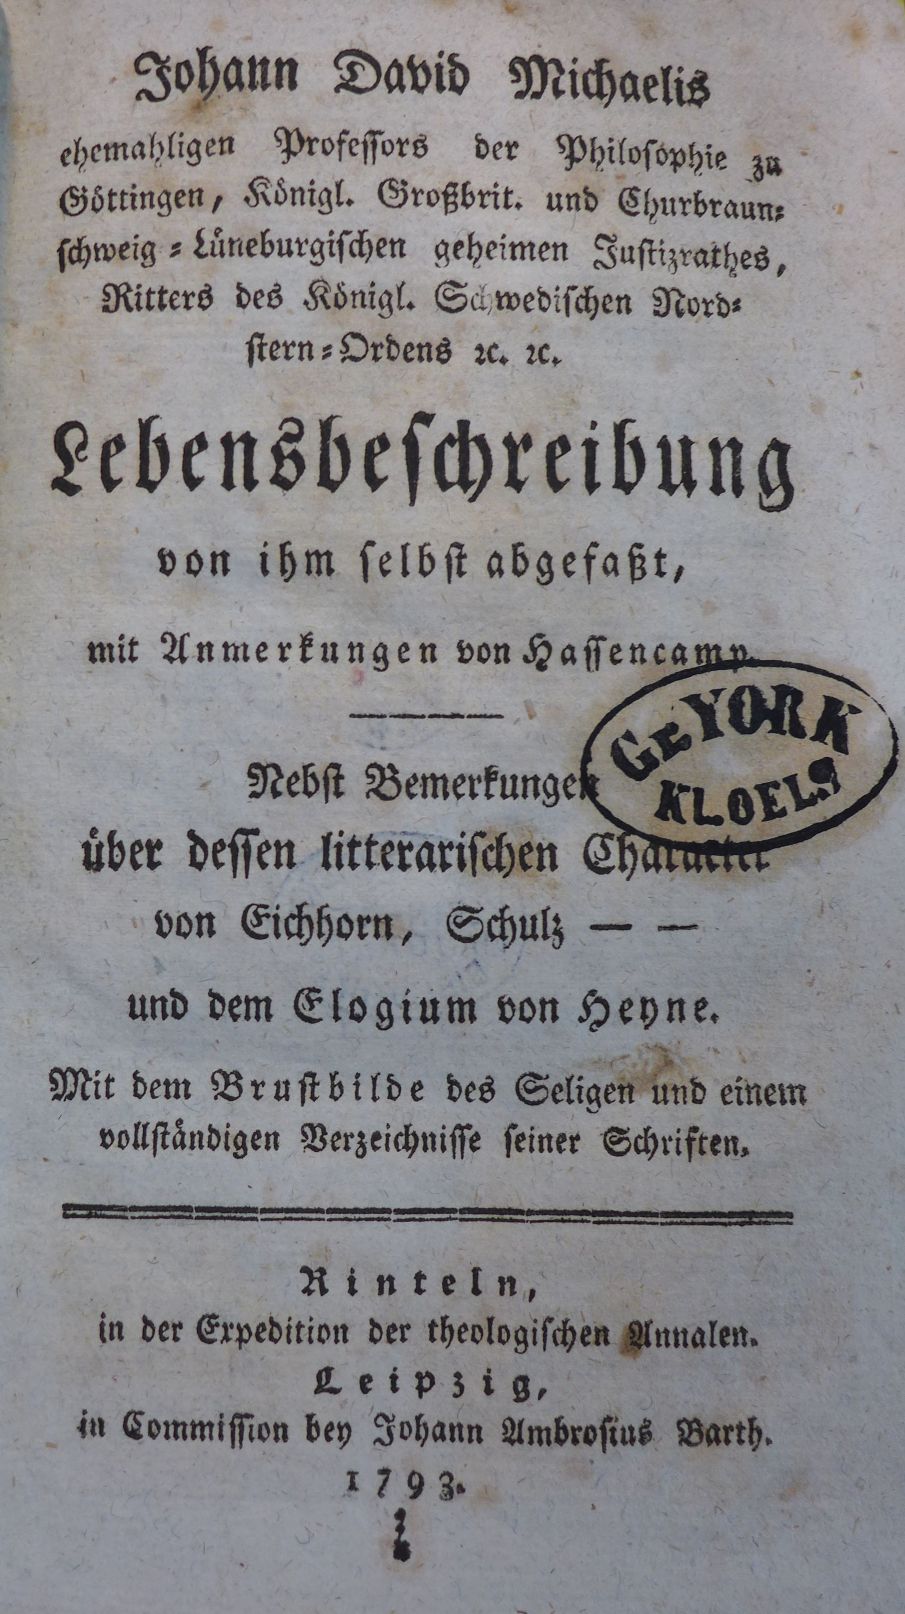 Johann David Michaelis
ehemahligen Professors der Philosophie zu
Göttingen, Königl. Großbrit. und Churbraun-
schweig-Lüneburgischen geheimen Justizrathes,
Ritters des Königl. Schwedischen Nord-
stern-Ordens ꝛc. ꝛc.
Lebensbeschreibung
von ihm selbst abgefaßt,
mit Anmerkungen von Hassencamp.
Nebst Bemerkungen
über dessen litterarischen Character
von Eichhorn, Schulz — —
und dem Elogium von Heyne.
Mit dem Brustbilde des Seligen und einem
vollständigen Verzeichnisse seiner Schriften.
Rinteln,
in der Expedition der theologischen Annalen.
Leipzig,
in Commission bey Johann Ambrosius Barth.
1793.
GeYORK
KLOELS